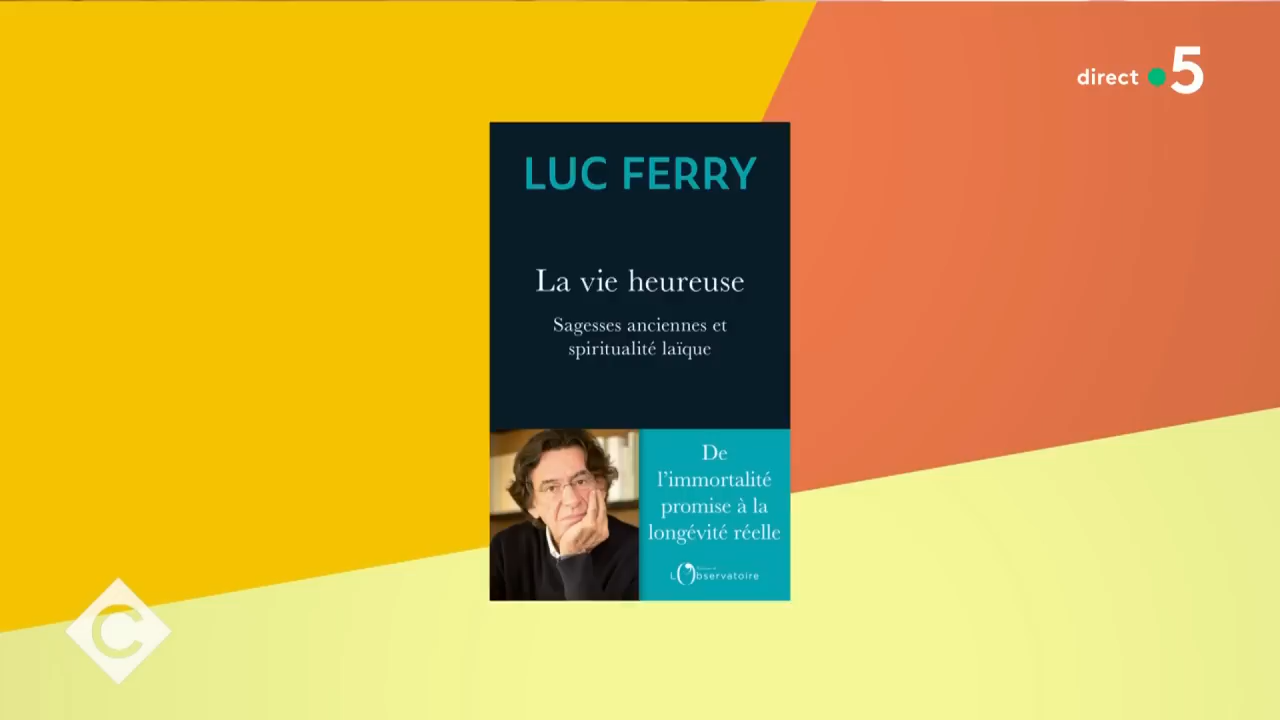 direct 5
LUC FERRY
La vie heureuse
Sagesses anciennes et
spiritualité laïque
De
l'immortalité
promise à la
longévité réelle
L'Observatoire
C